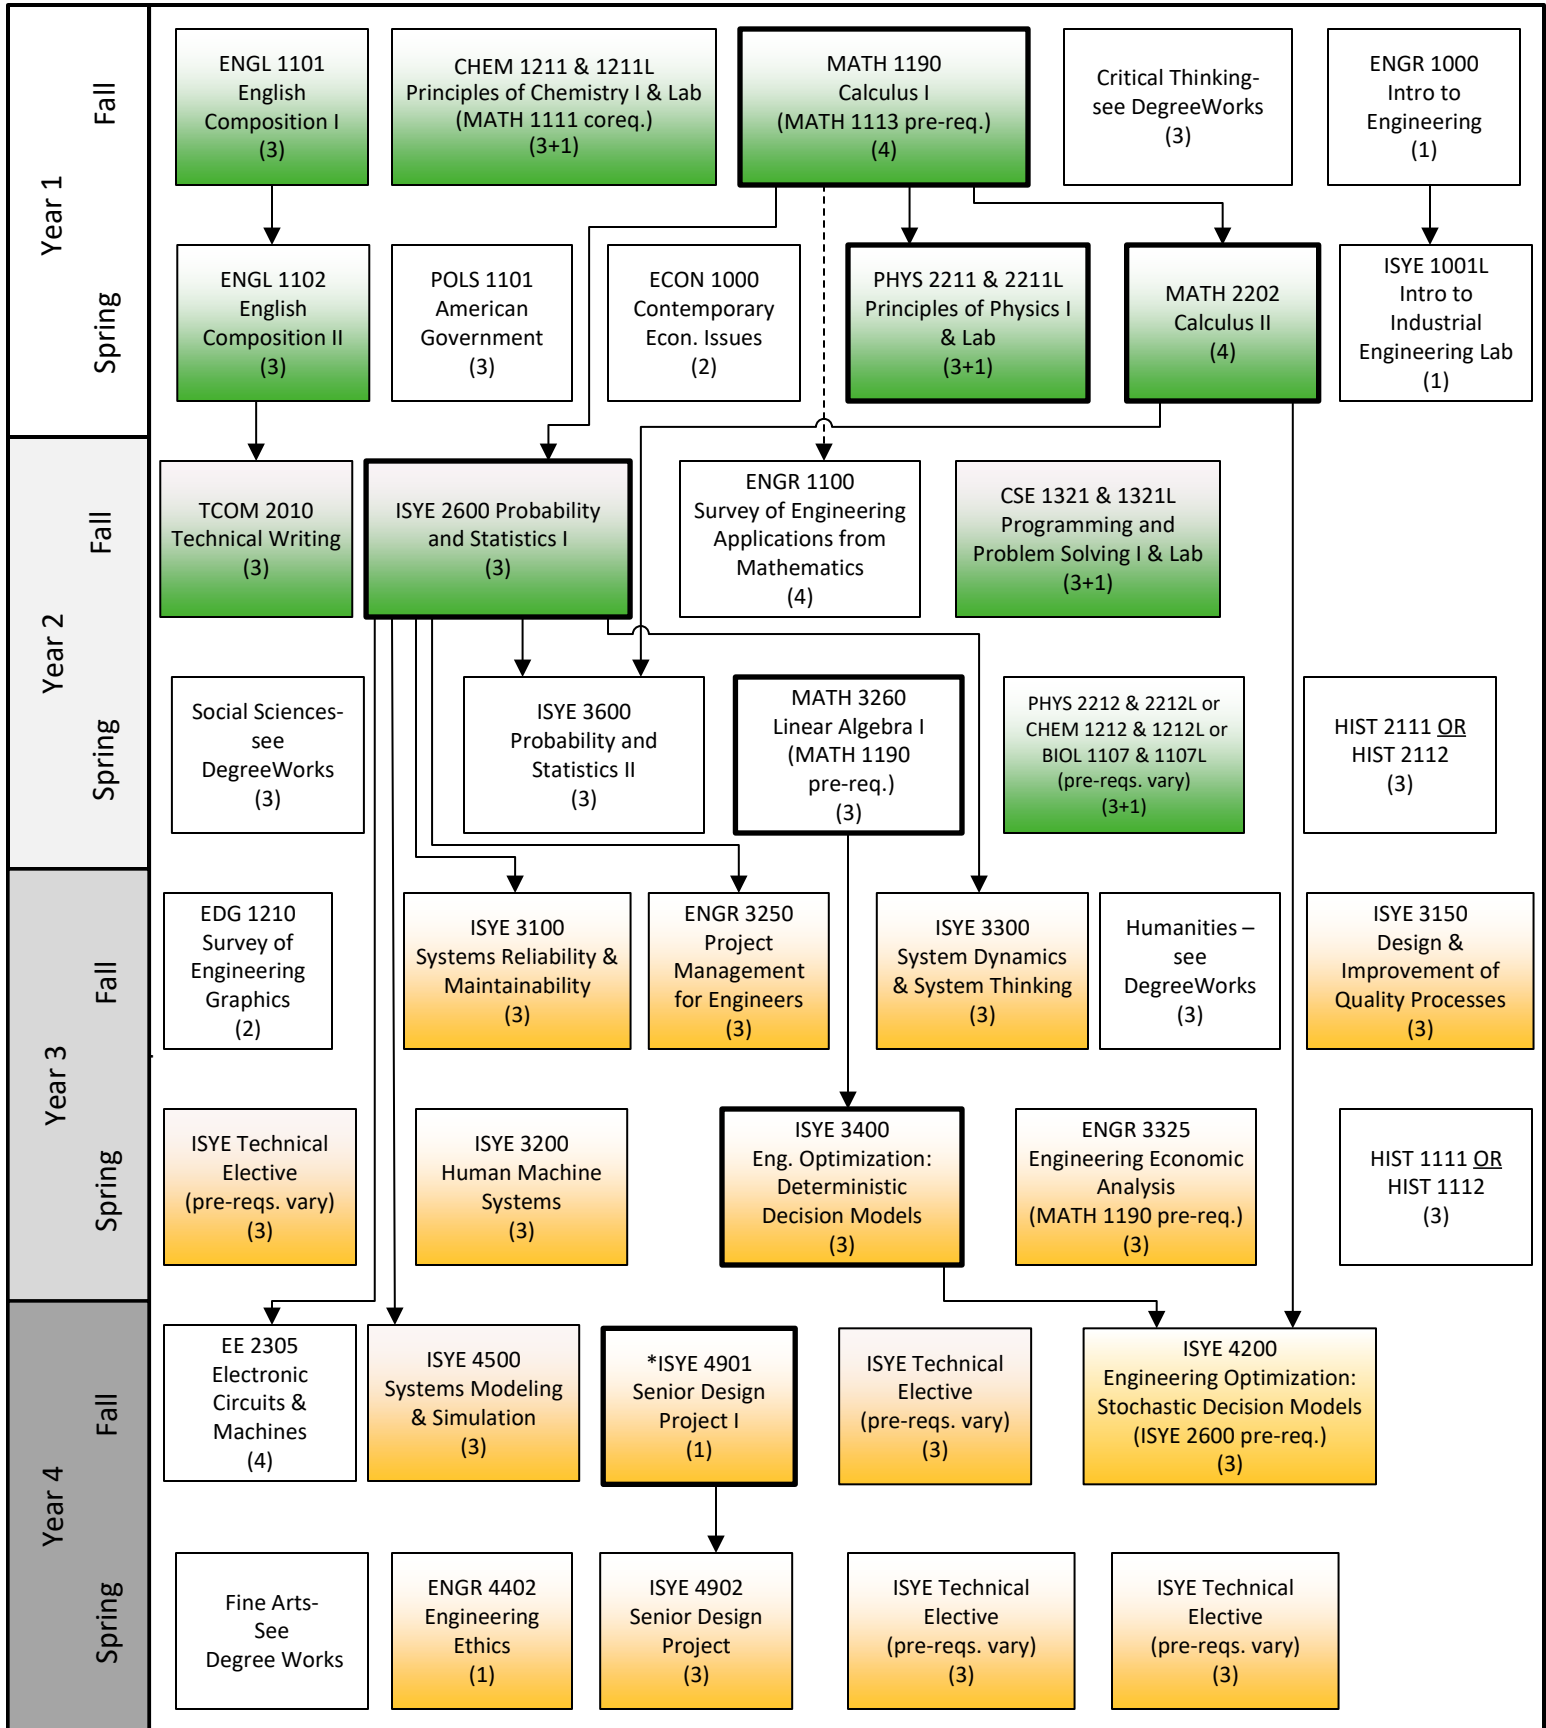 Year 1
Fall
ENGL 1101
English
Composition I
(3)
CHEM 1211 & 1211L
Principles of Chemistry I & Lab
(MATH 1111 coreq.)
(3+1)
MATH 1190
Calculus I
(MATH 1113 pre-req.)
(4)
Critical Thinking-
see DegreeWorks
(3)
ENGR 1000
Intro to
Engineering
(1)
Spring
ENGL 1102
English
Composition II
(3)
POLS 1101
American
Government
(3)
ECON 1000
Contemporary
Econ. Issues
(2)
PHYS 2211 & 2211L
Principles of Physics I
& Lab
(3+1)
MATH 2202
Calculus II
(4)
ISYE 1001L
Intro to
Industrial
Engineering Lab
(1)
Year 2
Fall
TCOM 2010
Technical Writing
(3)
ISYE 2600 Probability
and Statistics I
(3)
ENGR 1100
Survey of Engineering
Applications from
Mathematics
(4)
CSE 1321 & 1321L
Programming and
Problem Solving I & Lab
(3+1)
Spring
Social Sciences-
see
DegreeWorks
(3)
ISYE 3600
Probability and
Statistics II
(3)
MATH 3260
Linear Algebra I
(MATH 1190
pre-req.)
(3)
PHYS 2212 & 2212L or
CHEM 1212 & 1212L or
BIOL 1107 & 1107L
(pre-reqs. vary)
(3+1)
HIST 2111 OR
HIST 2112
(3)
Year 3
Fall
EDG 1210
Survey of
Engineering
Graphics
(2)
ISYE 3100
Systems Reliability &
Maintainability
(3)
ENGR 3250
Project
Management
for Engineers
(3)
ISYE 3300
System Dynamics
& System Thinking
(3)
Humanities –
see
DegreeWorks
(3)
ISYE 3150
Design &
Improvement of
Quality Processes
(3)
Spring
ISYE Technical
Elective
(pre-reqs. vary)
(3)
ISYE 3200
Human Machine
Systems
(3)
ISYE 3400
Eng. Optimization:
Deterministic
Decision Models
(3)
ENGR 3325
Engineering Economic
Analysis
(MATH 1190 pre-req.)
(3)
HIST 1111 OR
HIST 1112
(3)
Year 4
Fall
EE 2305
Electronic
Circuits &
Machines
(4)
ISYE 4500
Systems Modeling
& Simulation
(3)
*ISYE 4901
Senior Design
Project I
(1)
ISYE Technical
Elective
(pre-reqs. vary)
(3)
ISYE 4200
Engineering Optimization:
Stochastic Decision Models
(ISYE 2600 pre-req.)
(3)
Spring
Fine Arts-
See
Degree Works
ENGR 4402
Engineering
Ethics
(1)
ISYE 4902
Senior Design
Project
(3)
ISYE Technical
Elective
(pre-reqs. vary)
(3)
ISYE Technical
Elective
(pre-reqs. vary)
(3)